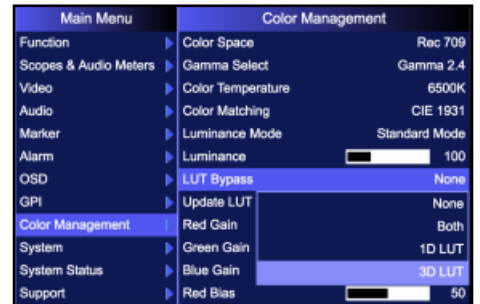 Main Menu
Color Management
Function
Color Space Rec 709
Scopes & Audio Meters
Gamma Select Gamma 2.4
Video
Color Temperature 6500K
Audio
Color Matching CIE 1931
Marker
Luminance Mode Standard Mode
Alarm
Luminance 100
OSD
LUT Bypass None
GPI
Update LUT None
Color Management
Red Gain Both
System
Green Gain 1D LUT
System Status
Blue Gain 3D LUT
Support
Red Bias 50